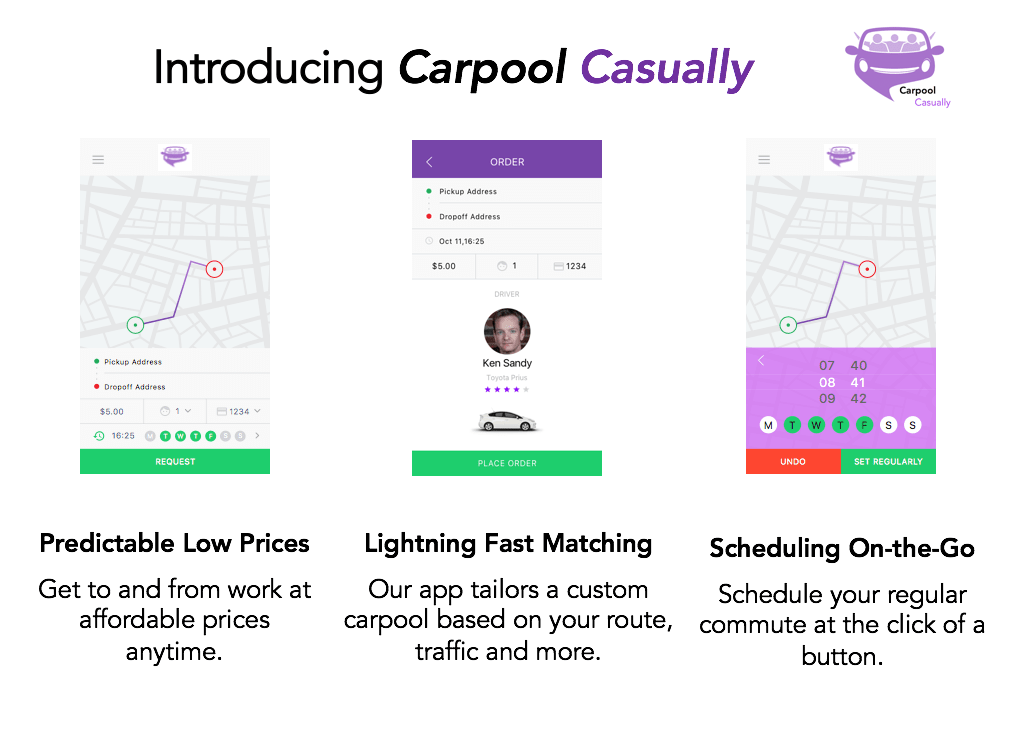 Introducing Carpool Casually
Carpool
Casually
Pickup Address
Dropoff Address
$5.00 1 1234
16:25 M T W T F S S
REQUEST
ORDER
Pickup Address
Dropoff Address
Oct 11,16:25
$5.00 1 1234
DRIVER
Ken Sandy
Toyota Prius
PLACE ORDER
07 40
08 41
09 42
M T W T F S S
UNDO SET REGULARLY
Predictable Low Prices
Get to and from work at
affordable prices
anytime.
Lightning Fast Matching
Our app tailors a custom
carpool based on your route,
traffic and more.
Scheduling On-the-Go
Schedule your regular
commute at the click of a
button.